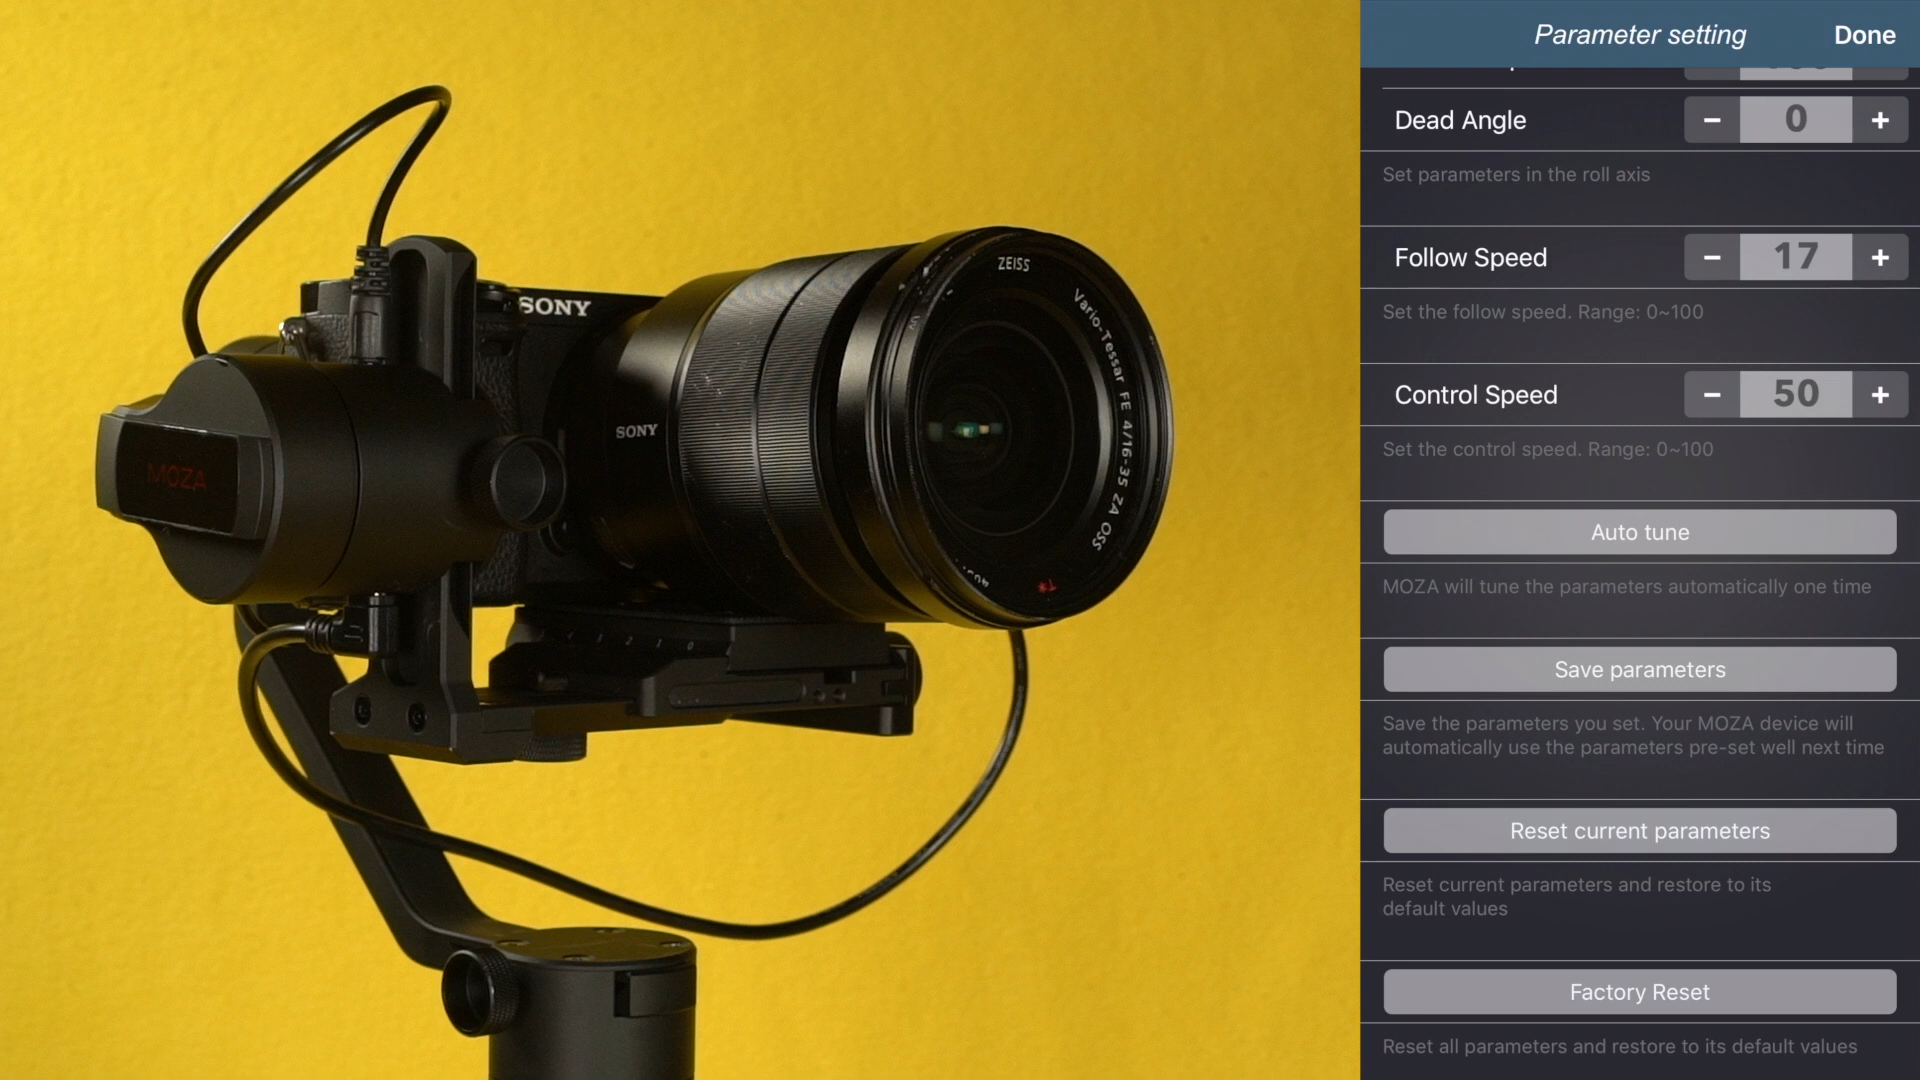 Parameter setting
Done
Dead Angle
− 0 +
Set parameters in the roll axis
Follow Speed
− 17 +
Set the follow speed. Range: 0~100
Control Speed
− 50 +
Set the control speed. Range: 0~100
Auto tune
MOZA will tune the parameters automatically one time
Save parameters
Save the parameters you set. Your MOZA device will
automatically use the parameters pre-set well next time
Reset current parameters
Reset current parameters and restore to its
default values
Factory Reset
Reset all parameters and restore to its default values
SONY
ZEISS
Vario-Tessar FE 4/16-35 ZA OSS
T*
SONY
MOZA